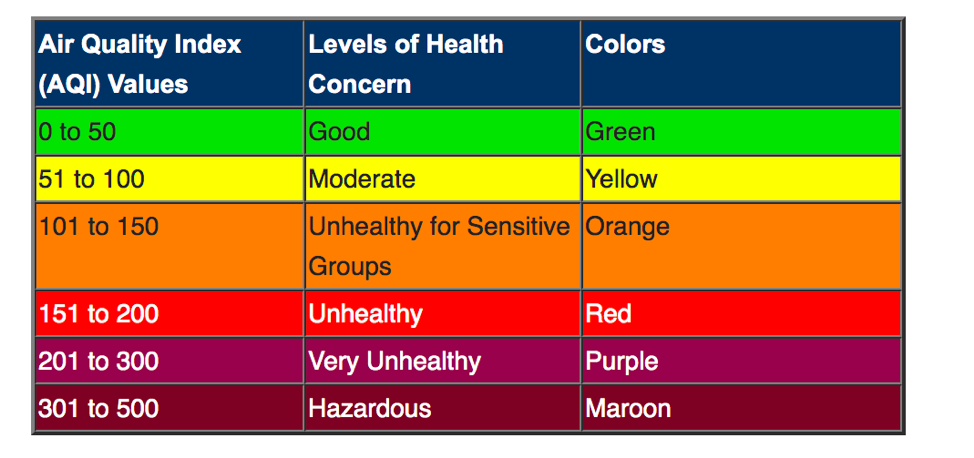 Air Quality Index (AQI) Values
Levels of Health Concern
Colors
0 to 50
Good
Green
51 to 100
Moderate
Yellow
101 to 150
Unhealthy for Sensitive Groups
Orange
151 to 200
Unhealthy
Red
201 to 300
Very Unhealthy
Purple
301 to 500
Hazardous
Maroon